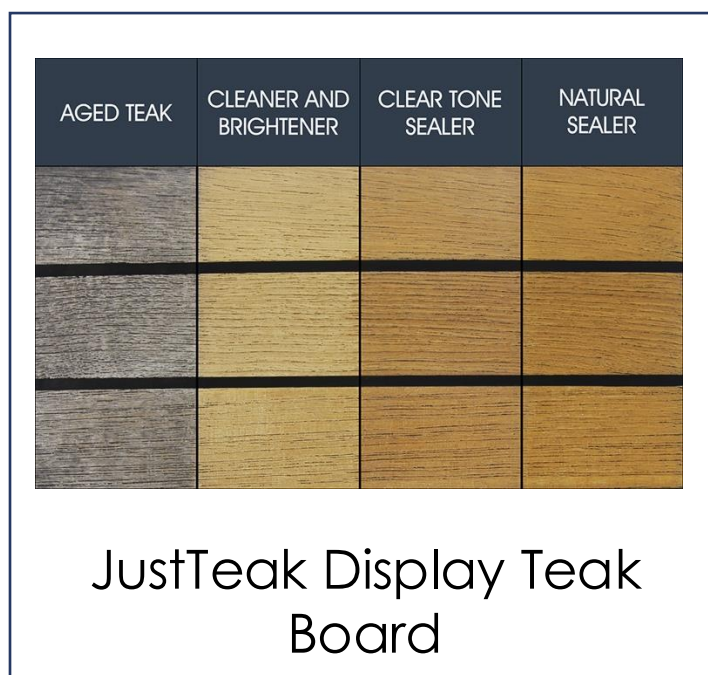 AGED TEAK
CLEANER AND
BRIGHTENER
CLEAR TONE
SEALER
NATURAL
SEALER
JustTeak Display Teak
Board